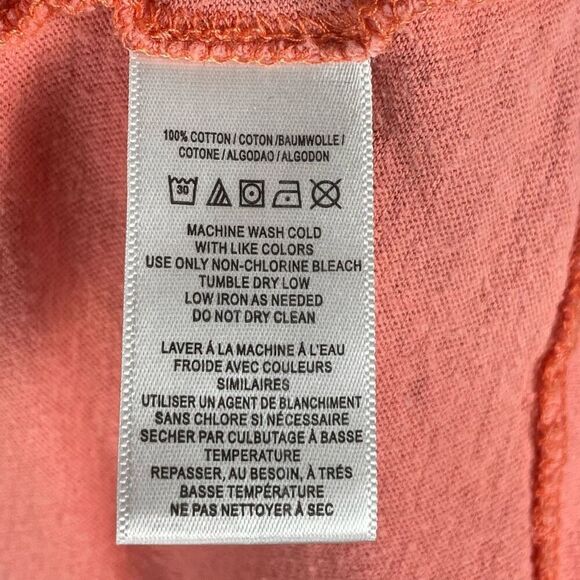 100% COTTON / COTON /BAUMWOLLE /
COTONE / ALGODAO / ALGODON
30
MACHINE WASH COLD
WITH LIKE COLORS
USE ONLY NON-CHLORINE BLEACH
TUMBLE DRY LOW
LOW IRON AS NEEDED
DO NOT DRY CLEAN
LAVER Á LA MACHINE Á L'EAU
FROIDE AVEC COULEURS
SIMILAIRES
UTILISER UN AGENT DE BLANCHIMENT
SANS CHLORE SI NÉCESSAIRE
SECHER PAR CULBUTAGE À BASSE
TEMPERATURE
REPASSER, AU BESOIN, À TRÉS
BASSE TEMPÉRATURE
NE PAS NETTOYER À SEC